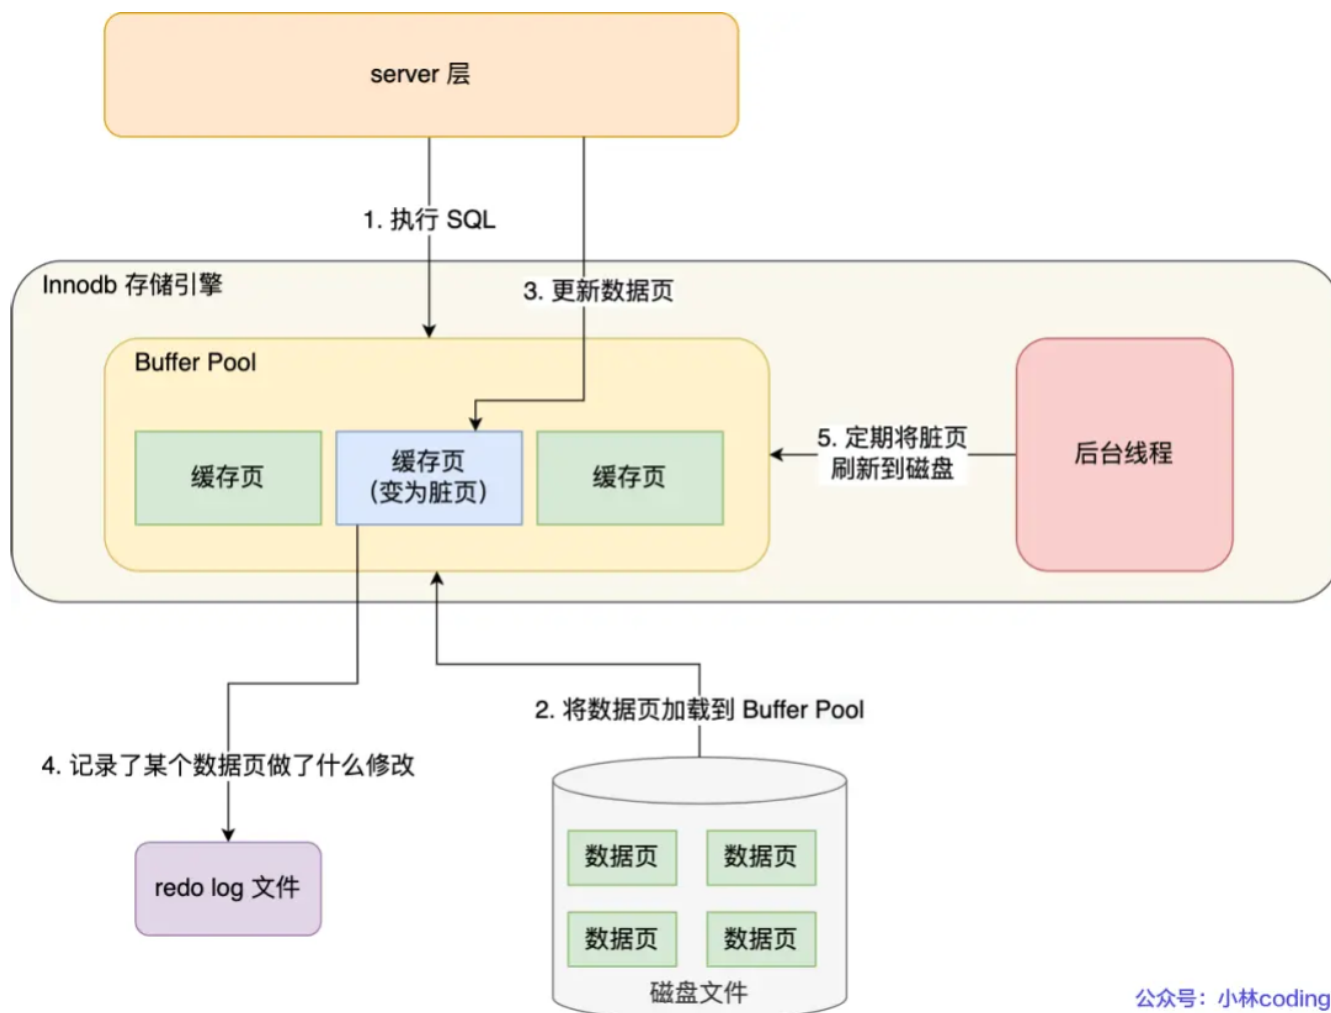 server 层
1. 执行 SQL
Innodb 存储引擎
3. 更新数据页
Buffer Pool
缓存页
缓存页
（变为脏页）
缓存页
5. 定期将脏页
刷新到磁盘
后台线程
2. 将数据页加载到 Buffer Pool
4. 记录了某个数据页做了什么修改
redo log 文件
数据页
数据页
数据页
数据页
磁盘文件
公众号：小林coding